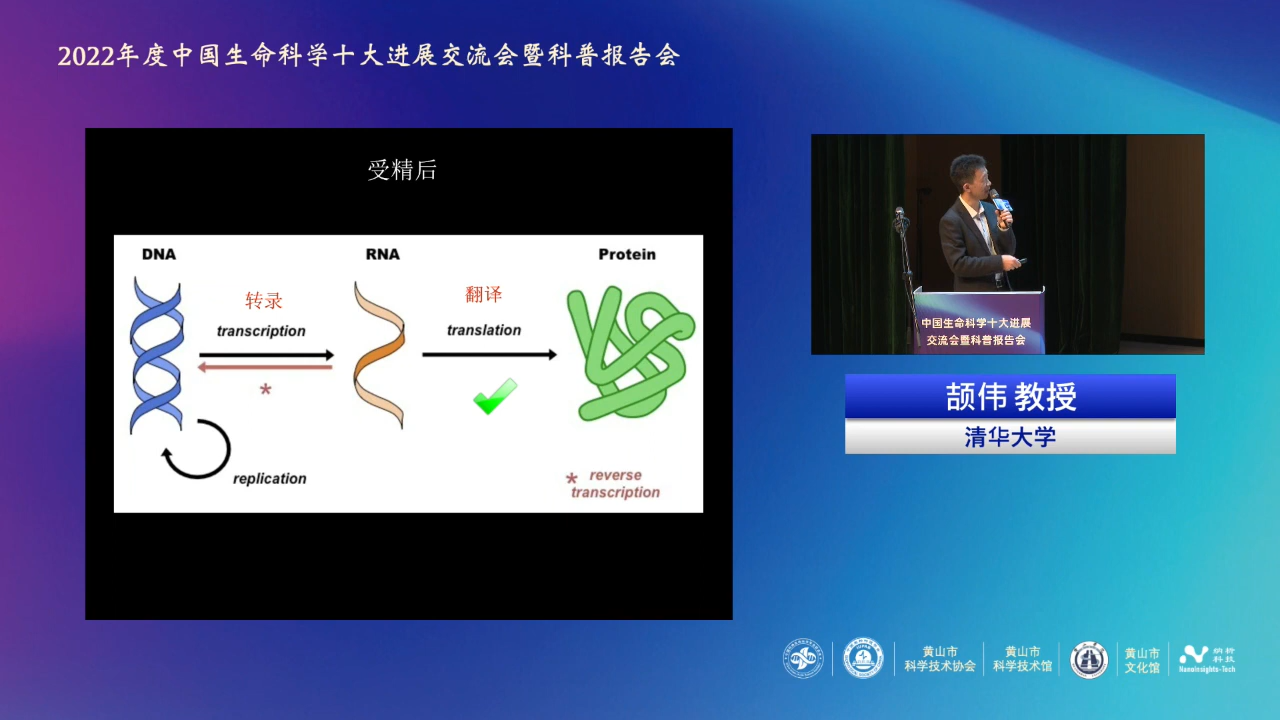 2022年度中国生命科学十大进展交流会暨科普报告会
受精后
DNA
RNA
Protein
转录
翻译
transcription
translation
*
replication
* reverse
transcription
中国生命科学十大进展
交流会暨科普报告会
颉伟 教授
清华大学
黄山市
科学技术协会
黄山市
科学技术馆
黄山市
文化馆
纳析
科技
NanoInsights-Tech